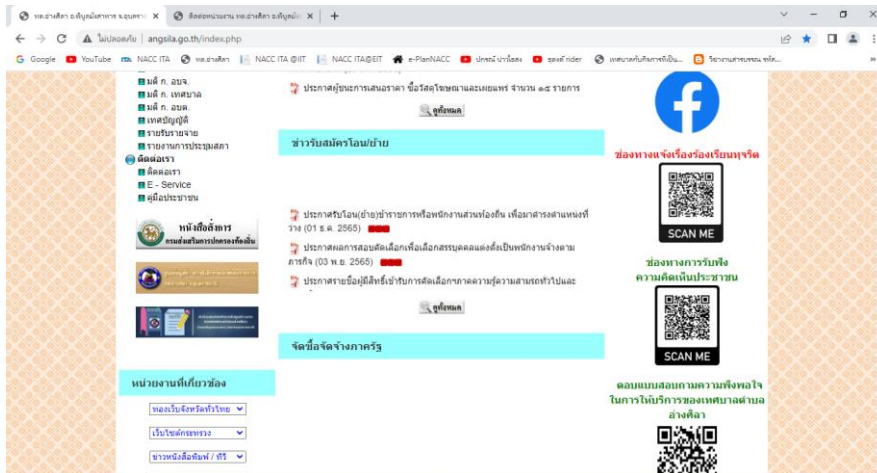 ทต.อ่างศิลา อ.พิบูลมังสาหาร จ.อุบลรา
ติดต่อหน่วยงาน ทต.อ่างศิลา อ.พิบูลมัง
ไม่ปลอดภัย | angsila.go.th/index.php
Google
YouTube
NACC ITA
ทต.อ่างศิลา
NACC ITA @IIT
NACC ITA@EIT
e-PlanNACC
รายงานสารบรรณ
มติ ก. อบจ.
มติ ก. เทศบาล
มติ ก. อบต.
เทศบัญญัติ
รายรับรายจ่าย
รายงานการประชุมสภา
ติดต่อเรา
ติดต่อเรา
E - Service
คู่มือประชาชน
หนังสือสั่งการ
กรมส่งเสริมการปกครองท้องถิ่น
หน่วยงานที่เกี่ยวข้อง
ท่องเว็บจังหวัดทั่วไทย
เว็บไซต์กระทรวง
ข่าวหนังสือพิมพ์ / ทีวี
ประกาศผู้ชนะการเสนอราคา ซื้อวัสดุโฆษณาและเผยแพร่ จำนวน ๑๕ รายการ
ดูทั้งหมด
ข่าวรับสมัครโอน/ย้าย
ประกาศรับโอน(ย้าย)ข้าราชการหรือพนักงานส่วนท้องถิ่น เพื่อมาดำรงตำแหน่งที่
ว่าง (01 ธ.ค. 2565)
ประกาศผลการสอบคัดเลือกเพื่อเลือกสรรบุคคลแต่งตั้งเป็นพนักงานจ้างตาม
ภารกิจ (03 พ.ย. 2565)
ประกาศรายชื่อผู้มีสิทธิ์เข้ารับการคัดเลือกฯภาคความรู้ความสามรถทั่วไปและ
ดูทั้งหมด
จัดซื้อจัดจ้างภาครัฐ
ช่องทางแจ้งเรื่องร้องเรียนทุจริต
SCAN ME
ช่องทางการรับฟัง
ความคิดเห็นประชาชน
SCAN ME
ตอบแบบสอบถามความพึงพอใจ
ในการให้บริการของเทศบาลตำบล
อ่างศิลา